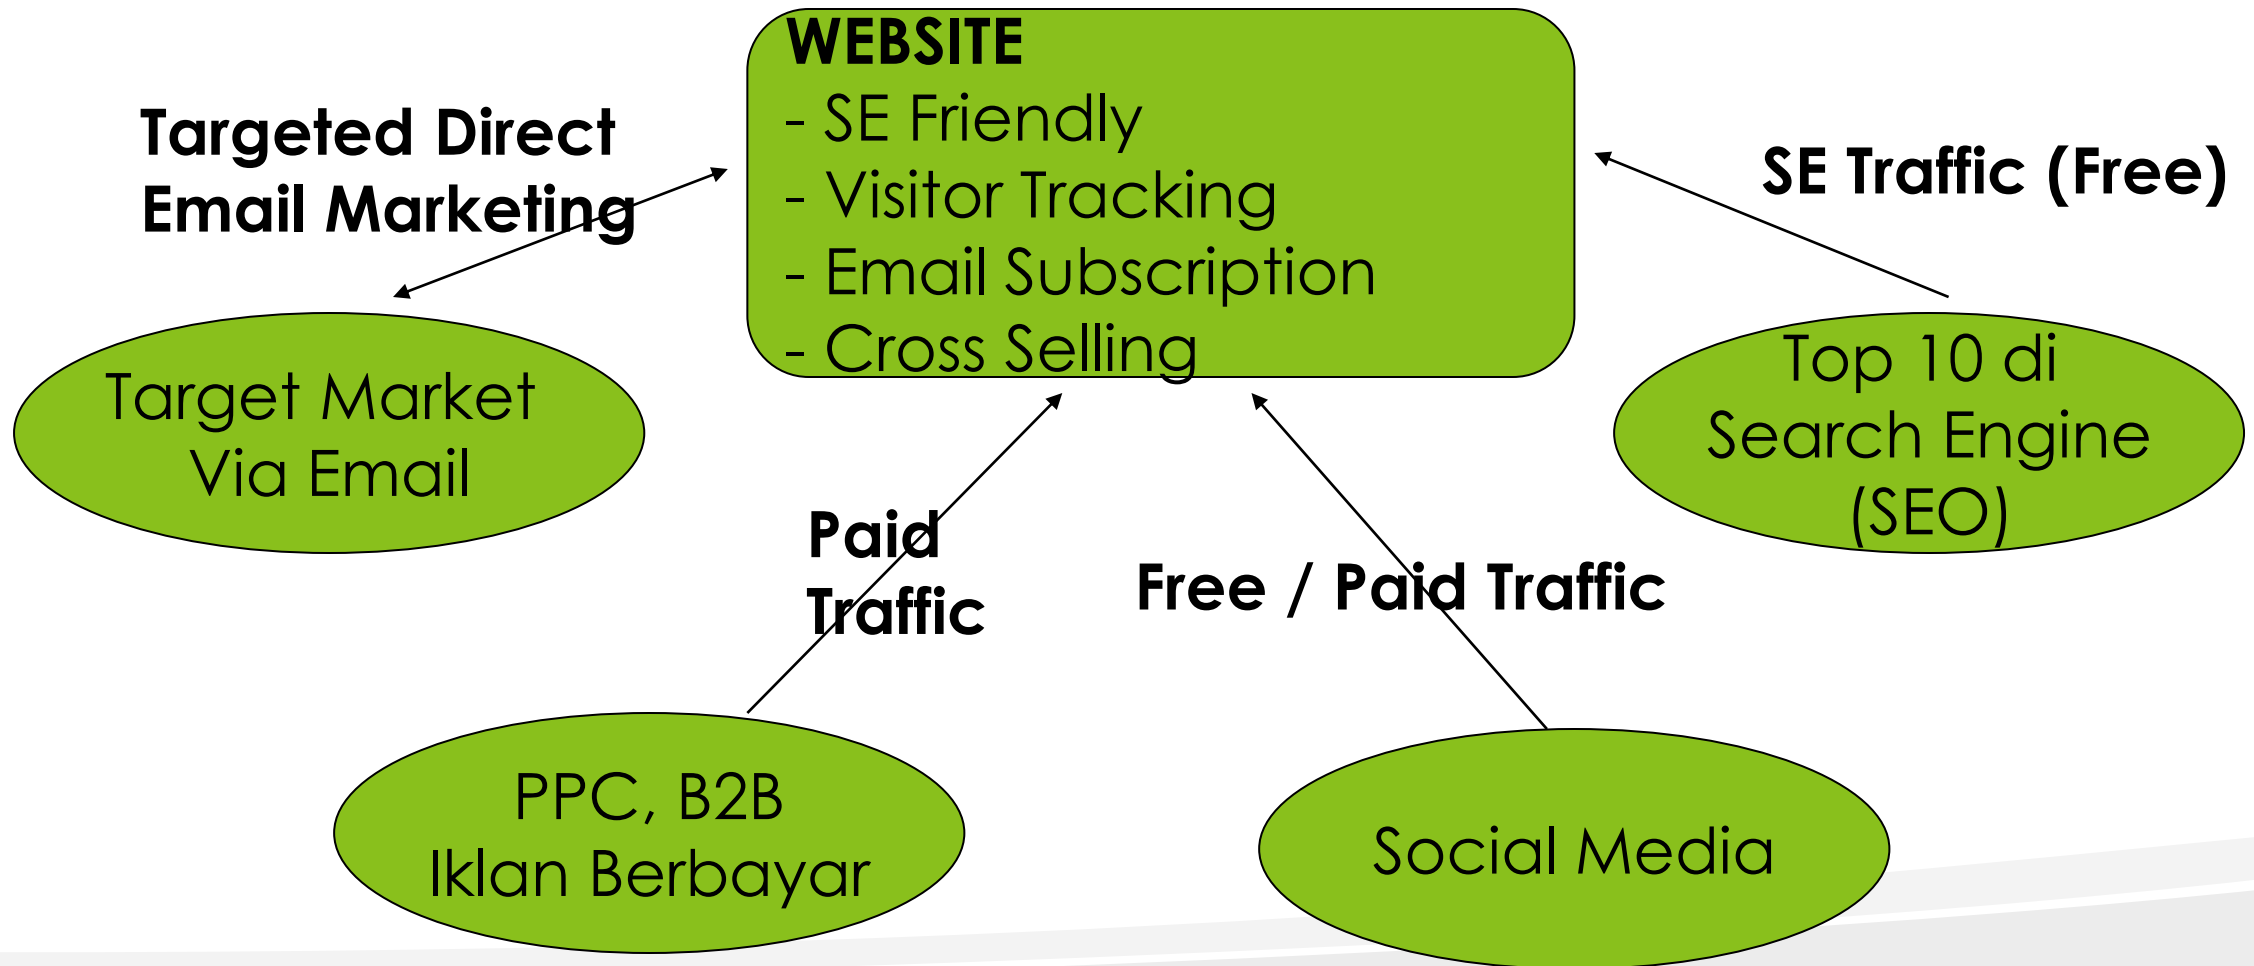 WEBSITE
- SE Friendly
- Visitor Tracking
- Email Subscription
- Cross Selling
Targeted Direct
Email Marketing
SE Traffic (Free)
Target Market
Via Email
Top 10 di
Search Engine
(SEO)
Paid
Traffic
Free / Paid Traffic
PPC, B2B
Iklan Berbayar
Social Media